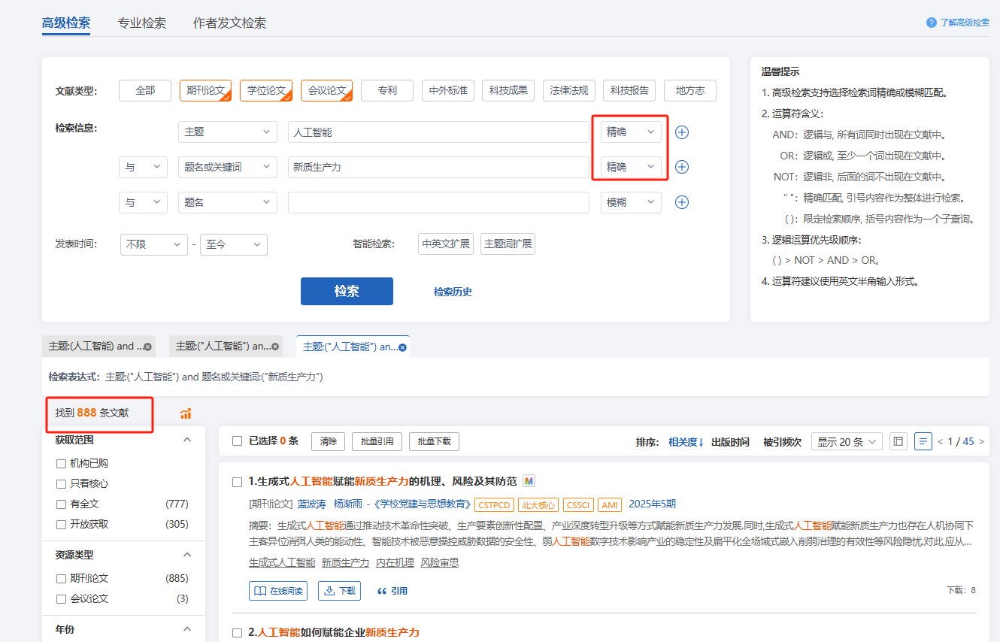 高级检索 专业检索 作者发文检索 ? 了解高级检索
文献类型： 全部 期刊论文 学位论文 会议论文 专利 中外标准 科技成果 法律法规 科技报告 地方志
检索信息： 主题 人工智能 精确
与 题名或关键词 新质生产力 精确
与 题名 模糊
发表时间： 不限 - 至今 智能检索： 中英文扩展 主题词扩展
检索 检索历史
温馨提示
1. 高级检索支持选择检索词精确或模糊匹配。
2. 运算符含义：
AND： 逻辑与, 所有词同时出现在文献中。
OR： 逻辑或, 至少一个词出现在文献中。
NOT： 逻辑非, 后面的词不出现在文献中。
“ "： 精确匹配, 引号内容作为整体进行检索。
( )： 限定检索顺序, 括号内容作为一个子查询。
3. 逻辑运算优先级顺序：
( ) > NOT > AND > OR。
4. 运算符建议使用英文半角输入形式。
主题:(人工智能) and ... 主题:("人工智能") an... 主题:("人工智能") an...
检索表达式： 主题:("人工智能") and 题名或关键词:("新质生产力")
找到 888 条文献
获取范围
机构已购
只看核心
有全文 (777)
开放获取 (305)
资源类型
期刊论文 (885)
会议论文 (3)
年份
已选择 0 条 清除 批量引用 批量下载 排序： 相关度↓ 出版时间 被引频次 显示 20 条 < 1 / 45 >
1.生成式人工智能赋能新质生产力的机理、风险及其防范 M
[期刊论文] 蓝波涛 杨渐雨 -《学校党建与思想教育》 CSTPCD 北大核心 CSSCI AMI 2025年5期
摘要：生成式人工智能通过推动技术革命性突破、生产要素创新性配置、产业深度转型升级等方式赋能新质生产力发展.同时,生成式人工智能赋能新质生产力也存在人机协同下
主客异位消弭人类的能动性、智能技术被恶意操控威胁数据的安全性、弱人工智能数字技术影响产业的稳定性及扁平化全场域式嵌入削弱治理的有效性等风险隐忧,对此,应从...
生成式人工智能 新质生产力 内在机理 风险审思
在线阅读 下载 引用 下载：8
2.人工智能如何赋能企业新质生产力